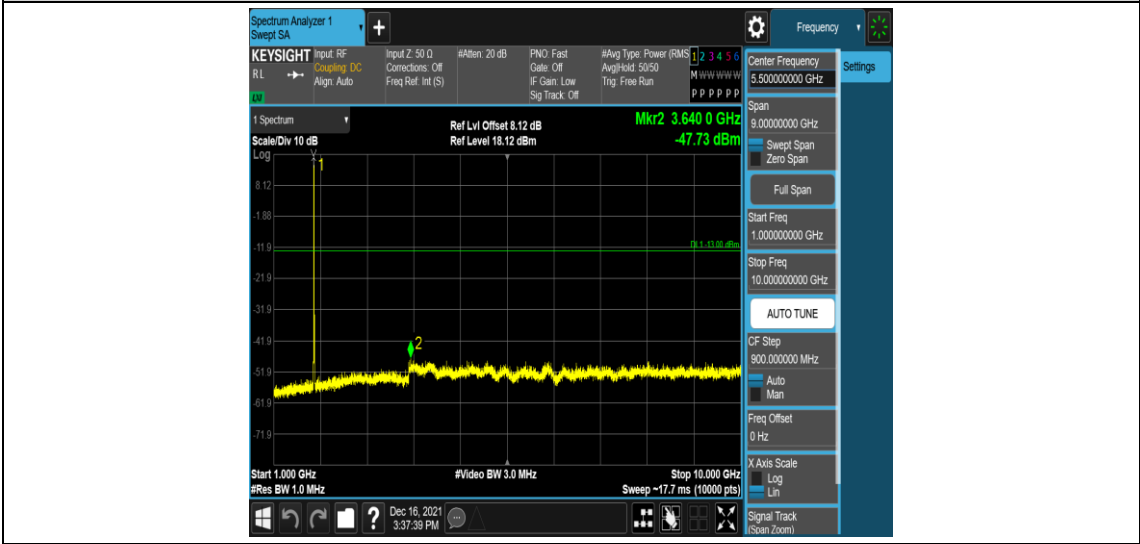 Spectrum Analyzer 1
Swept SA
+
Frequency
KEYSIGHT
RL
Input: RF
Coupling: DC
Align: Auto
Input Z: 50 Ω
Corrections: Off
Freq Ref: Int (S)
#Atten: 20 dB
PNO: Fast
Gate: Off
IF Gain: Low
Sig Track: Off
#Avg Type: Power (RMS
Avg|Hold: 50/50
Trig: Free Run
1 2 3 4 5 6
M W W W W W
P P P P P P
1 Spectrum
Scale/Div 10 dB
Log
Ref Lvl Offset 8.12 dB
Ref Level 18.12 dBm
Mkr2 3.640 0 GHz
-47.73 dBm
1
8.12
-1.88
-11.9
DL1 -13.00 dBm
-21.9
-31.9
-41.9
2
-51.9
-61.9
-71.9
Start 1.000 GHz
#Res BW 1.0 MHz
#Video BW 3.0 MHz
Stop 10.000 GHz
Sweep ~17.7 ms (10000 pts)
?
Dec 16, 2021
3:37:39 PM
Center Frequency
5.500000000 GHz
Settings
Span
9.00000000 GHz
Swept Span
Zero Span
Full Span
Start Freq
1.000000000 GHz
Stop Freq
10.000000000 GHz
AUTO TUNE
CF Step
900.000000 MHz
Auto
Man
Freq Offset
0 Hz
X Axis Scale
Log
Lin
Signal Track
(Span Zoom)